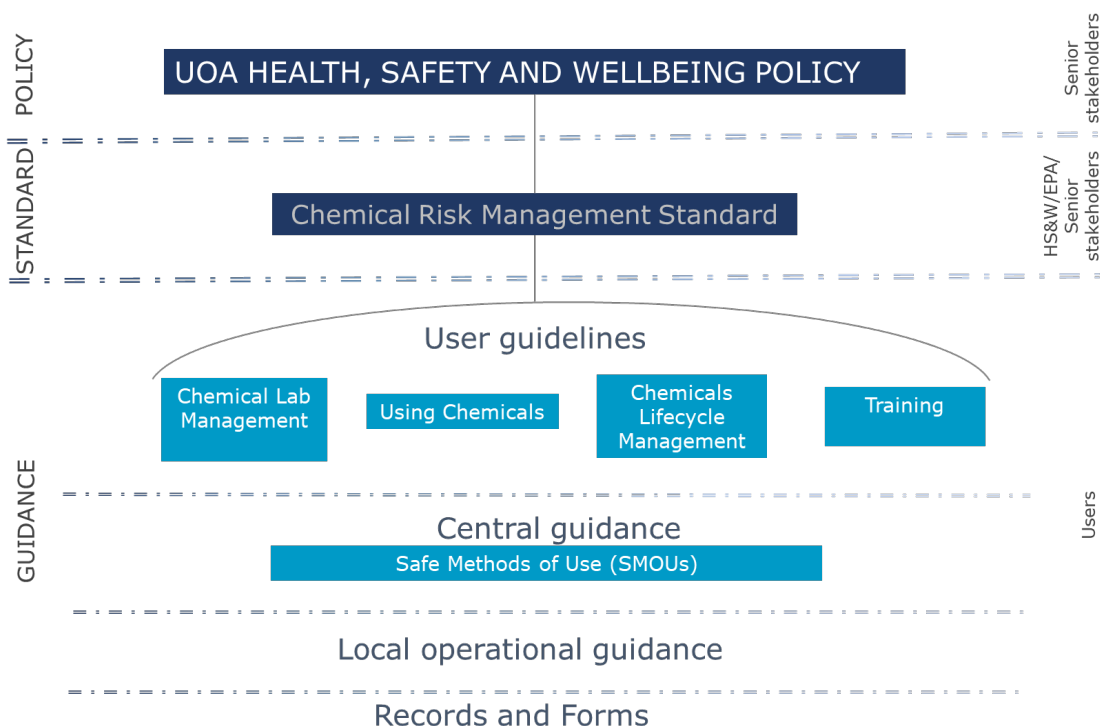 POLICY
UOA HEALTH, SAFETY AND WELLBEING POLICY
Senior
stakeholders
STANDARD
Chemical Risk Management Standard
HS&W/EPA/
Senior
stakeholders
GUIDANCE
User guidelines
Chemical Lab
Management
Using Chemicals
Chemicals
Lifecycle
Management
Training
Users
Central guidance
Safe Methods of Use (SMOUs)
Local operational guidance
Records and Forms